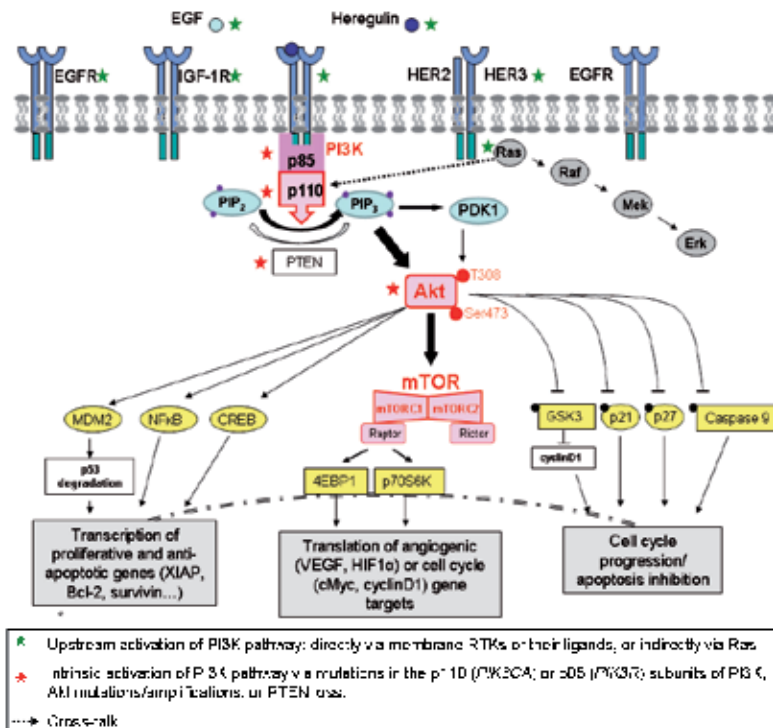 EGF
Heregulin
EGFR
IGF-1R
HER2
HER3
EGFR
PI3K
p85
p110
Ras
Raf
Mek
Erk
PIP2
PIP3
PDK1
PTEN
Akt
T308
Ser473
mTOR
mTORC1
mTORC2
Raptor
Rictor
MDM2
NFκB
CREB
GSK3
p21
p27
Caspase 9
p53
degradation
cyclinD1
4EBP1
p70S6K
Transcription of
proliferative and anti-
apoptotic genes (XIAP,
Bcl-2, survivin...)
Translation of angiogenic
(VEGF, HIF1α) or cell cycle
(cMyc, cyclinD1) gene
targets
Cell cycle
progression/
apoptosis inhibition
Upstream activation of PI3K pathway: directly via membrane RTKs or their ligands, or indirectly via Ras
Intrinsic activation of PI3K pathway via mutations in the p110 (PIK3CA) or p85 (PIK3R) subunits of PI3K,
Akt mutations/amplifications, or PTEN loss.
Cross-talk